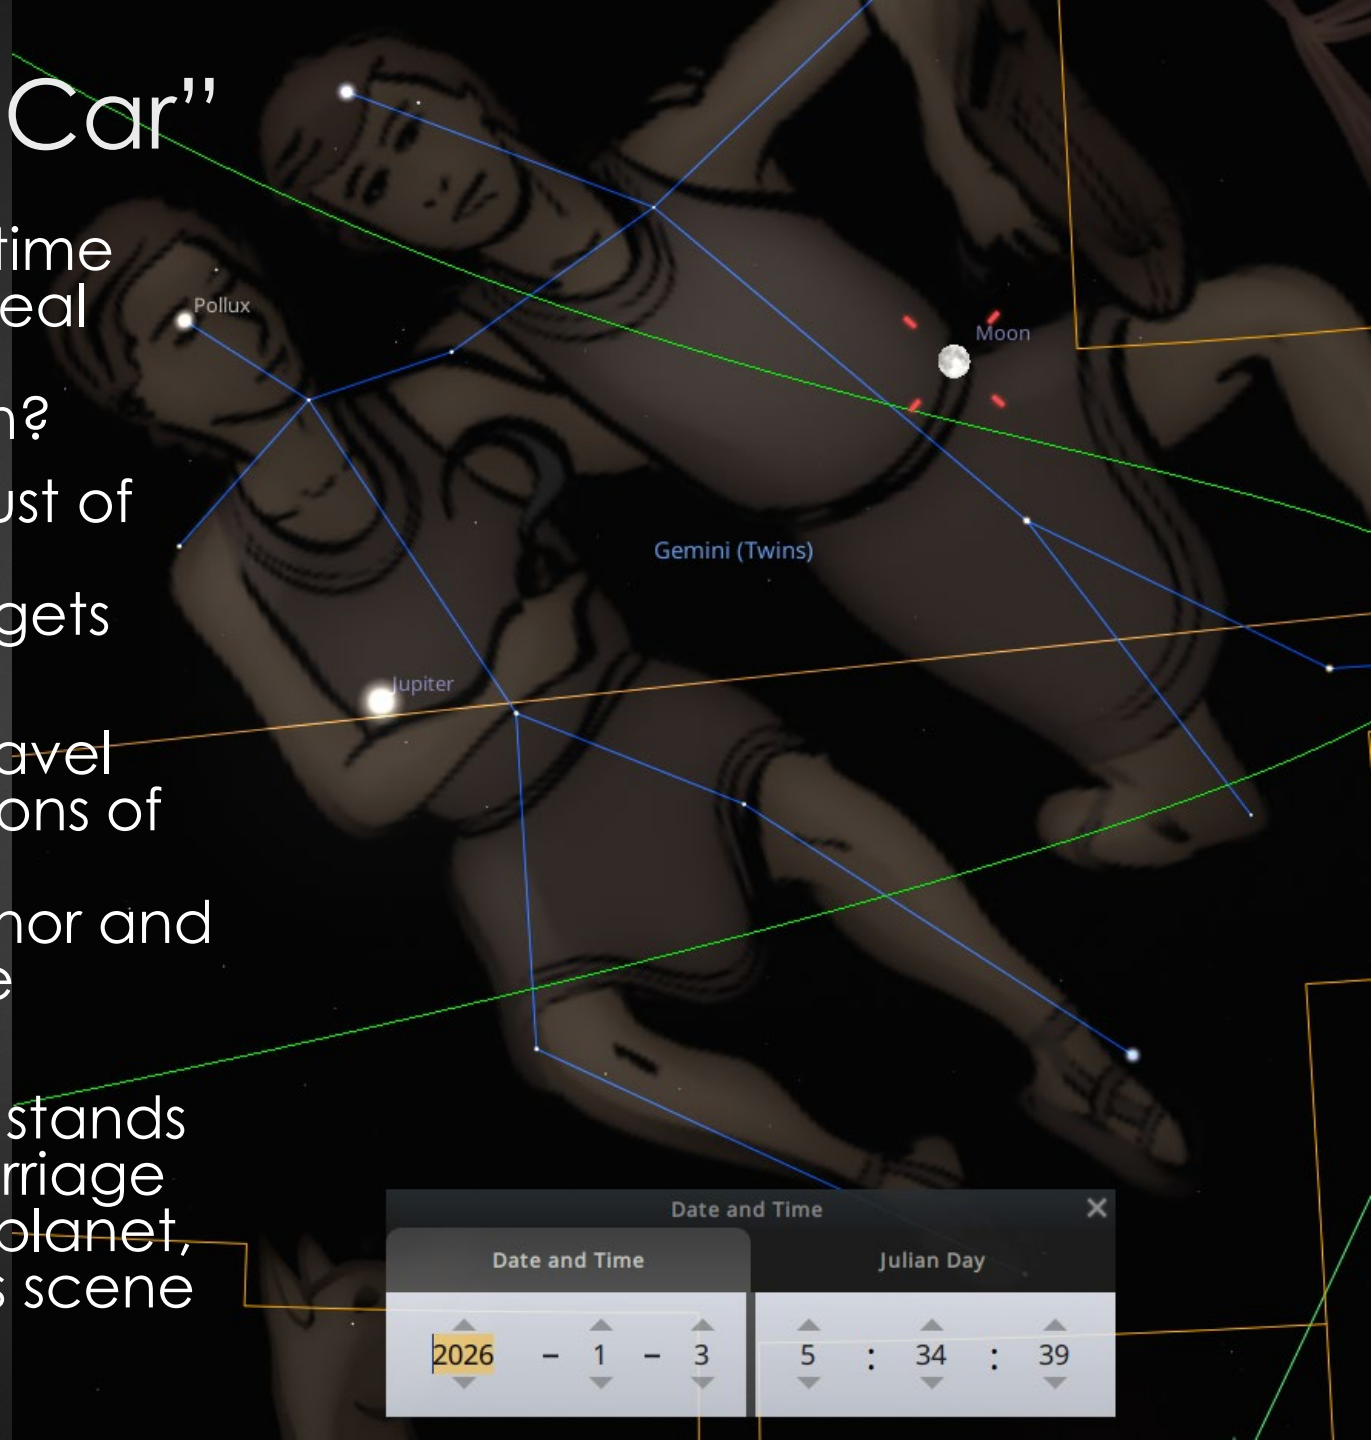 Car”
time
eal
n?
ust of
gets
avel
ons of
nor and
e
stands
rriage
planet,
s scene
Pollux
Moon
Gemini (Twins)
Jupiter
Date and Time
Date and Time
Julian Day
2026 – 1 – 3 5 : 34 : 39